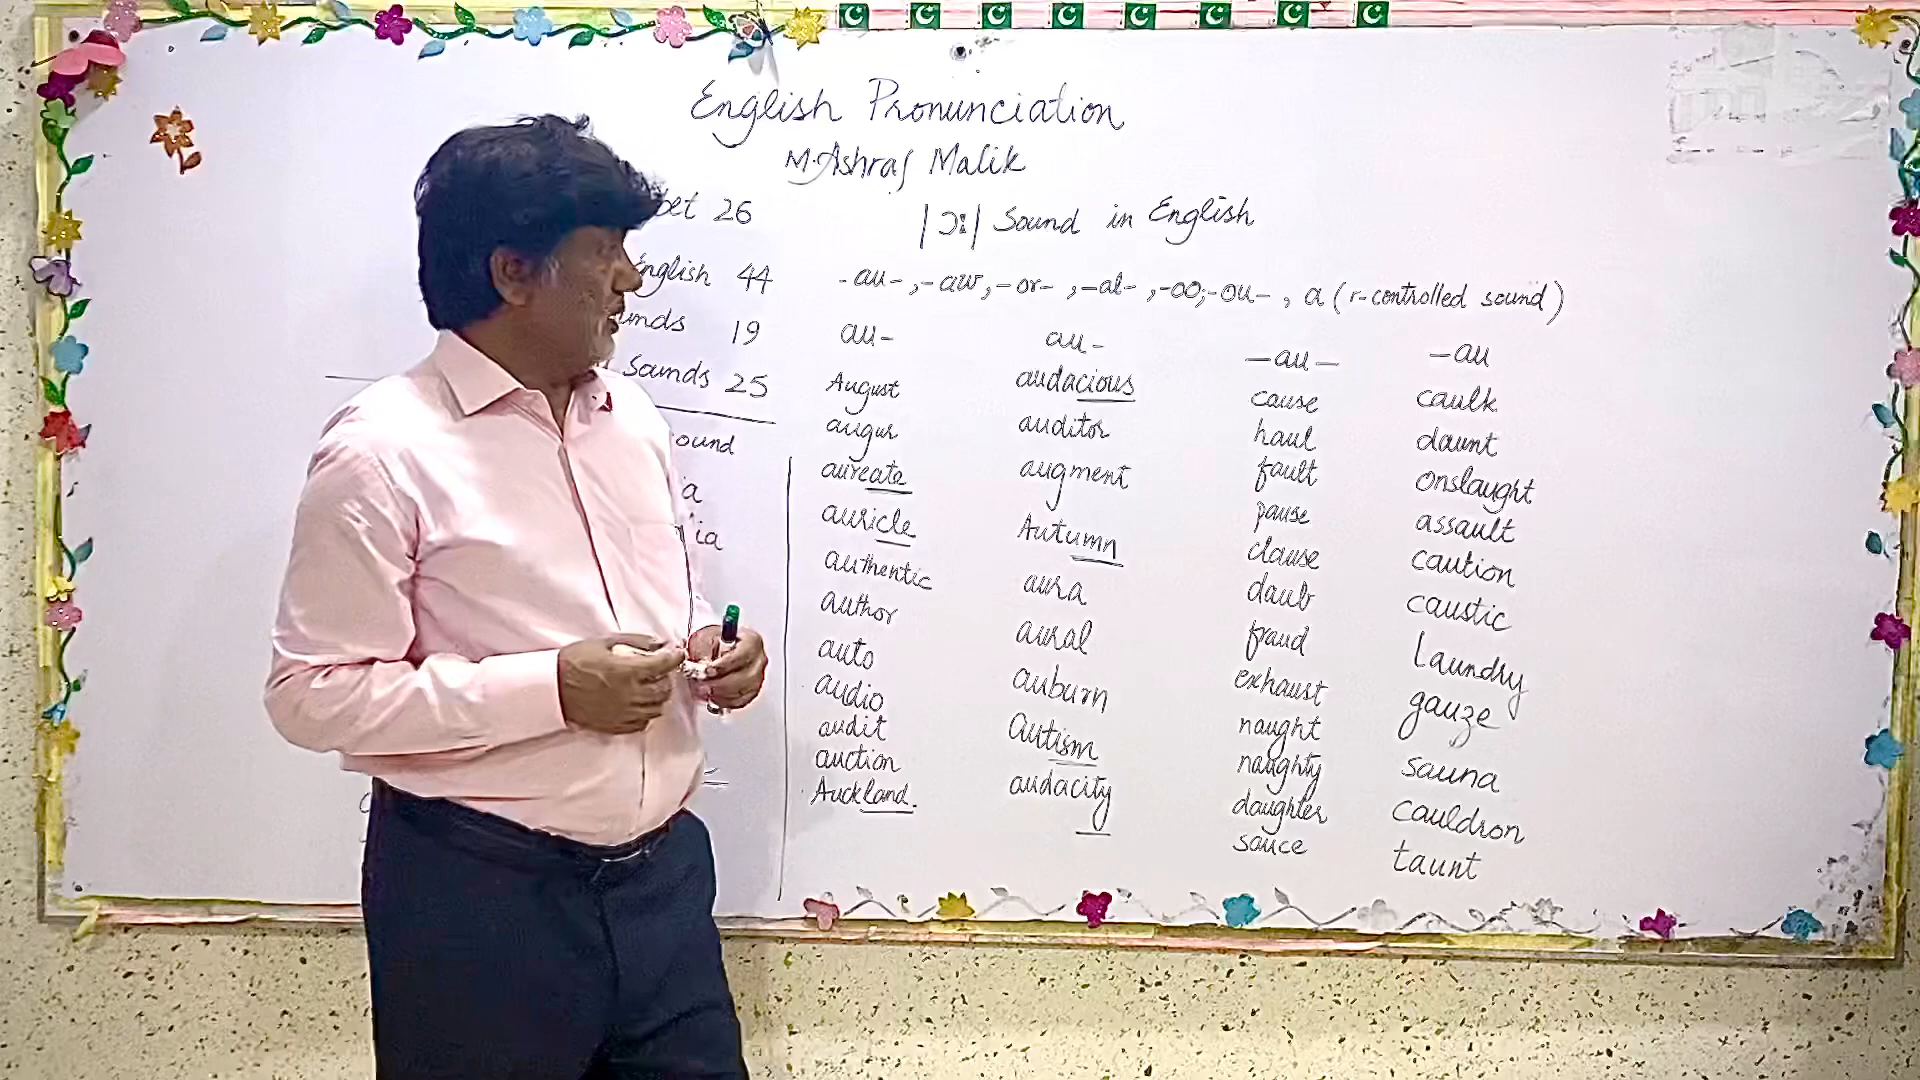 English Pronunciation
M. Ashraf Malik
bet 26
English 44
unds 19
Sounds 25
ound
a
ia
|ɔ:| Sound in English
-au-, -aw, -or-, -al-, -oo, -ou-, a (r-controlled sound)
au-
August
augur
aureate
auricle
authentic
author
auto
audio
audit
auction
Auckland.
au-
audacious
auditor
augment
Autumn
aura
aural
auburn
Autism
audacity
-au-
cause
haul
fault
pause
clause
daub
fraud
exhaust
naught
naughty
daughter
sauce
-au
caulk
daunt
onslaught
assault
caution
caustic
Laundry
gauze
sauna
cauldron
taunt